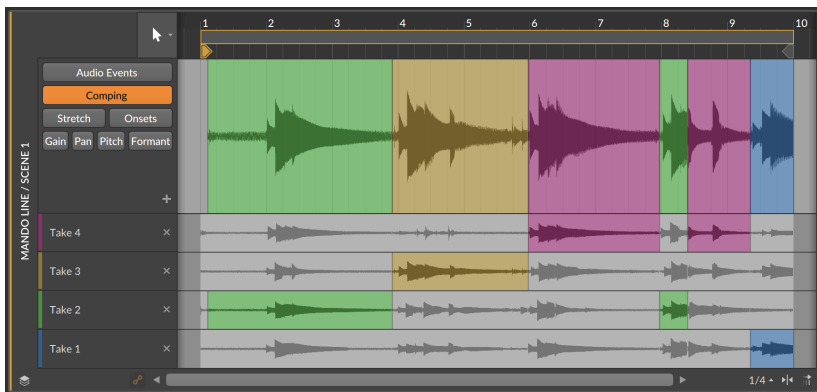 1 2 3 4 5 6 7 8 9 10
Audio Events
Comping
Stretch Onsets
Gain Pan Pitch Formant
MANDO LINE / SCENE 1
Take 4
Take 3
Take 2
Take 1
1/4